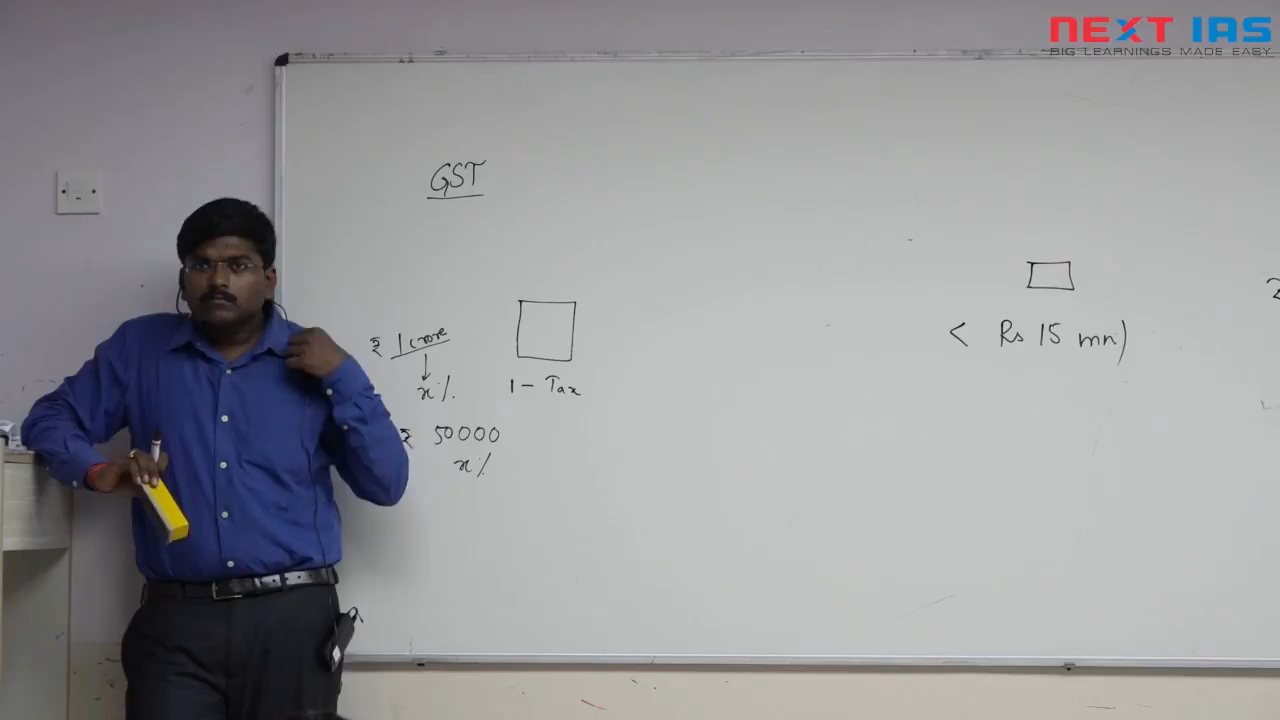 NEXT IAS
BIG LEARNINGS MADE EASY
GST
₹ 1 crore
x%
1 - Tax
₹ 50000
x%
< Rs 15 mn)